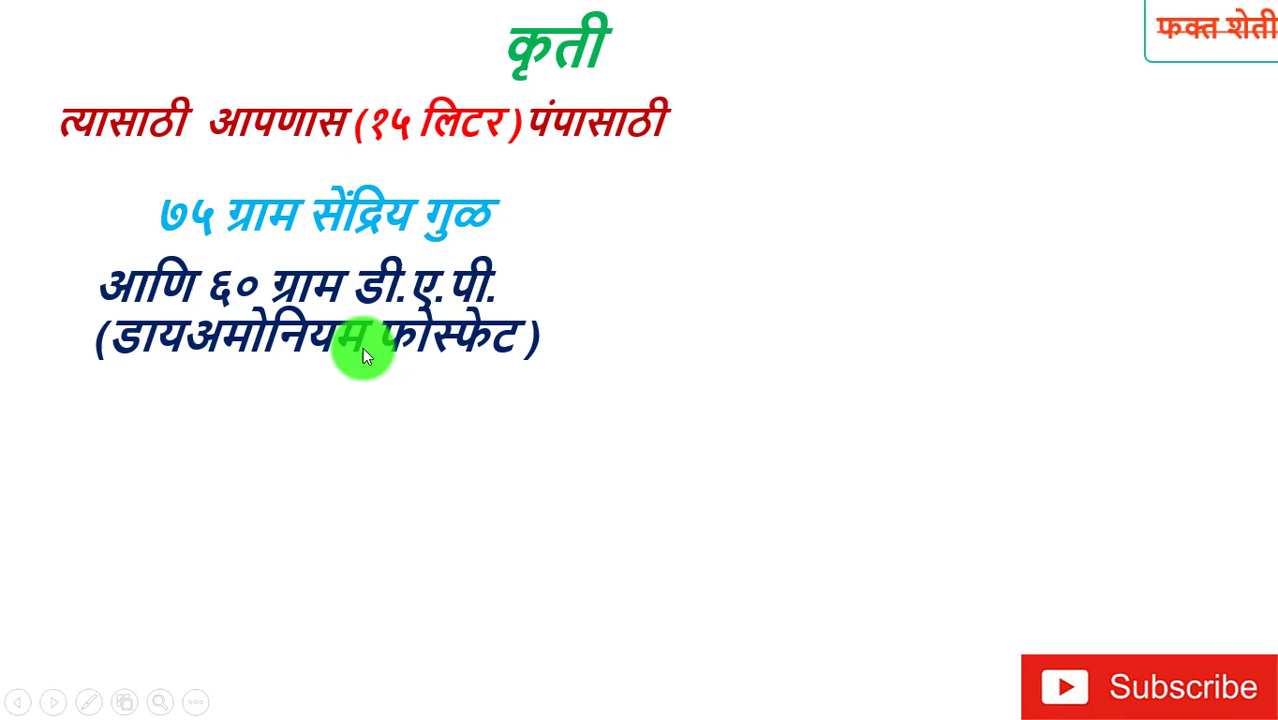 कृती
फक्त शेती
त्यासाठी आपणास (१५ लिटर )पंपासाठी
७५ ग्राम सेंद्रिय गुळ
आणि ६० ग्राम डी.ए.पी.
(डायअमोनियम फोस्फेट )
Subscribe